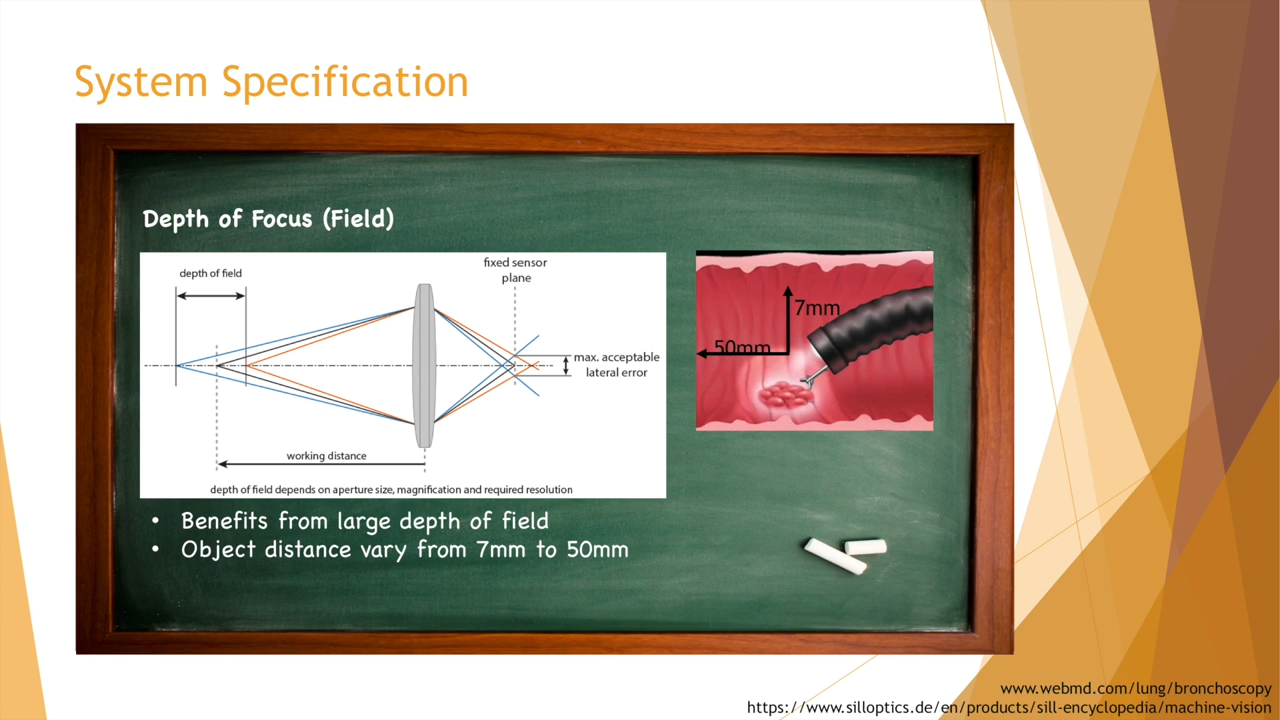 System Specification
Depth of Focus (Field)
depth of field
fixed sensor
plane
max. acceptable
lateral error
working distance
depth of field depends on aperture size, magnification and required resolution
7mm
50mm
• Benefits from large depth of field
• Object distance vary from 7mm to 50mm
www.webmd.com/lung/bronchoscopy
https://www.silloptics.de/en/products/sill-encyclopedia/machine-vision